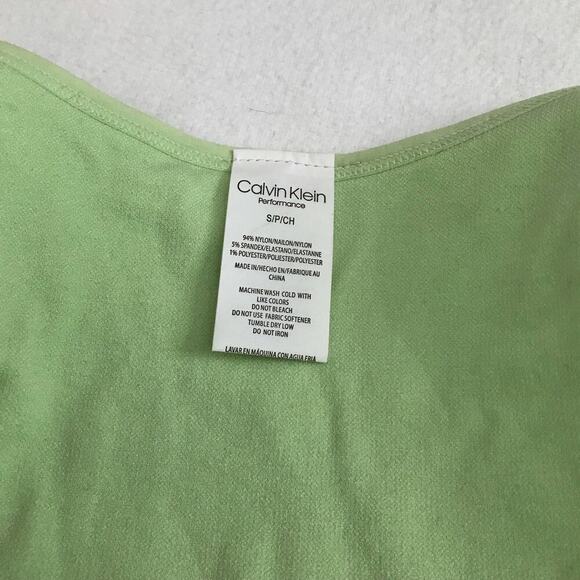 Calvin Klein
Performance
S/P/CH
94% NYLON/NAILON/NYLON
5% SPANDEX/ELASTANO/ELASTANNE
1% POLYESTER/POLIESTER/POLYESTER
MADE IN/HECHO EN/FABRIQUE AU
CHINA
MACHINE WASH COLD WITH
LIKE COLORS
DO NOT BLEACH
DO NOT USE FABRIC SOFTENER
TUMBLE DRY LOW
DO NOT IRON
LAVAR EN MÁQUINA CON AGUA FRIA